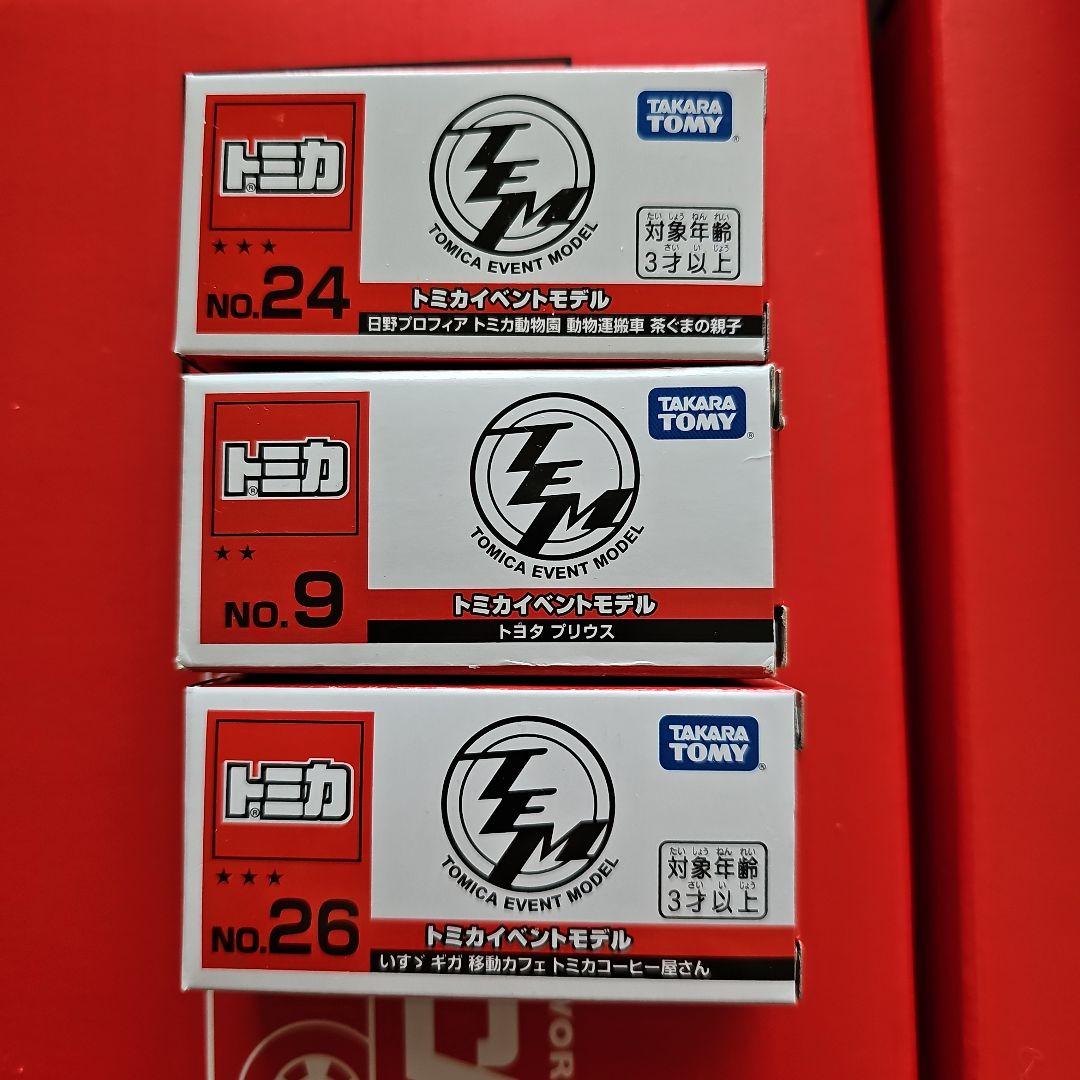 トミカ®
★★★
NO.24
TEM
TOMICA EVENT MODEL
TAKARA TOMY®
たいしょうねんれい
対象年齢
さいいじょう
3才以上
トミカイベントモデル
日野プロフィア トミカ動物園 動物運搬車 茶ぐまの親子
トミカ®
★★
NO.9
TEM
TOMICA EVENT MODEL
TAKARA TOMY®
トミカイベントモデル
トヨタ プリウス
トミカ®
★★★
NO.26
TEM
TOMICA EVENT MODEL
TAKARA TOMY®
たいしょうねんれい
対象年齢
さいいじょう
3才以上
トミカイベントモデル
いすゞ ギガ 移動カフェトミカコーヒー屋さん